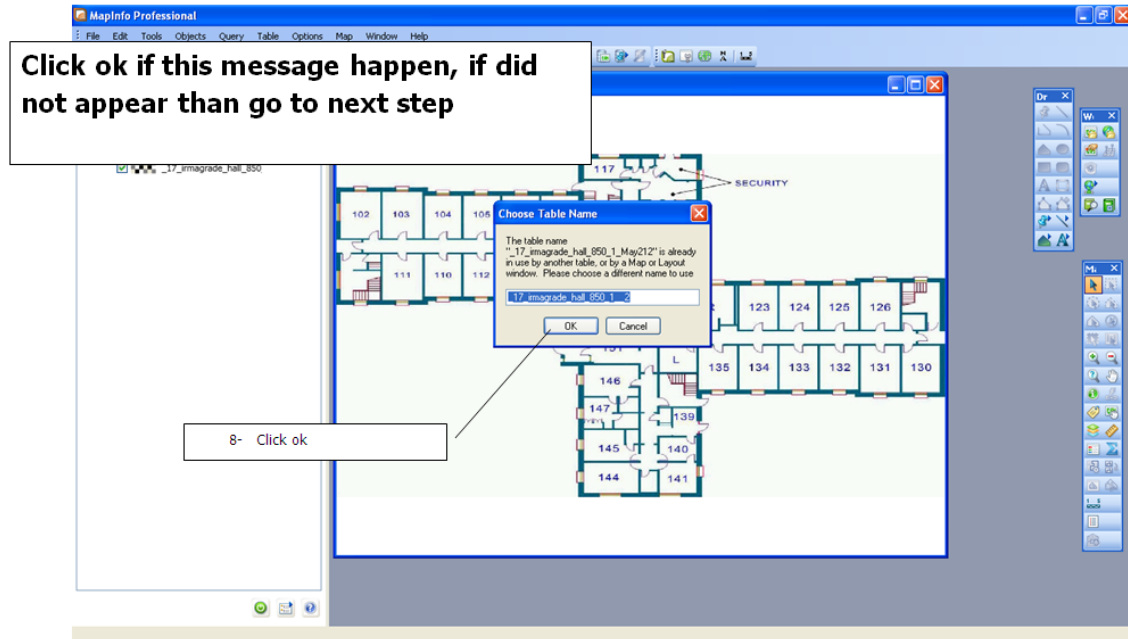 MapInfo Professional
File Edit Tools Objects Query Table Options Map Window Help
Click ok if this message happen, if did
not appear than go to next step
_17_irmagrade_hall_850
117
SECURITY
102 103 104 105
111 110 112
Choose Table Name
The table name
"_17_irmagrade_hall_850_1_May212" is already
in use by another table, or by a Map or Layout
window. Please choose a different name to use
_17_irmagrade_hall_850_1__2
OK Cancel
123 124 125 126
L
135 134 133 132 131 130
146
147
139
145
140
144
141
8- Click ok
Dr